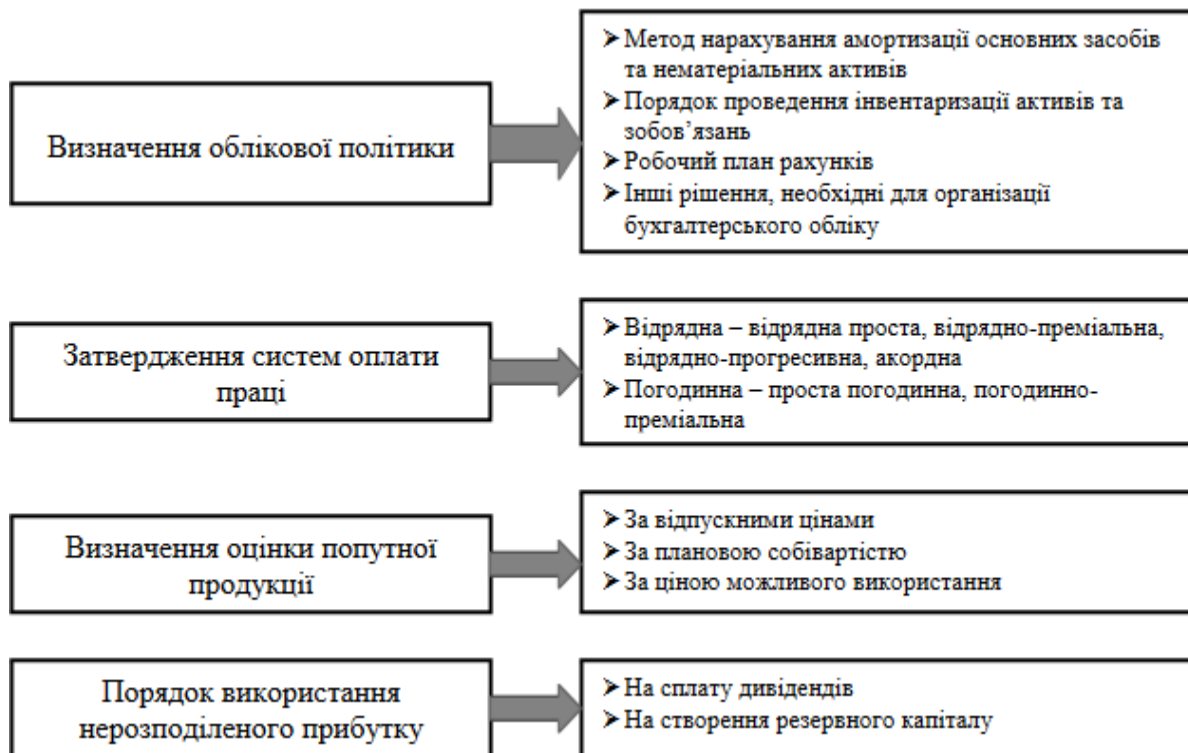 Визначення облікової політики
➤ Метод нарахування амортизації основних засобів
та нематеріальних активів
➤ Порядок проведення інвентаризації активів та
зобов’язань
➤ Робочий план рахунків
➤ Інші рішення, необхідні для організації
бухгалтерського обліку
Затвердження систем оплати
праці
➤ Відрядна – відрядна проста, відрядно-преміальна,
відрядно-прогресивна, акордна
➤ Погодинна – проста погодинна, погодинно-
преміальна
Визначення оцінки попутної
продукції
➤ За відпускними цінами
➤ За плановою собівартістю
➤ За ціною можливого використання
Порядок використання
нерозподіленого прибутку
➤ На сплату дивідендів
➤ На створення резервного капіталу